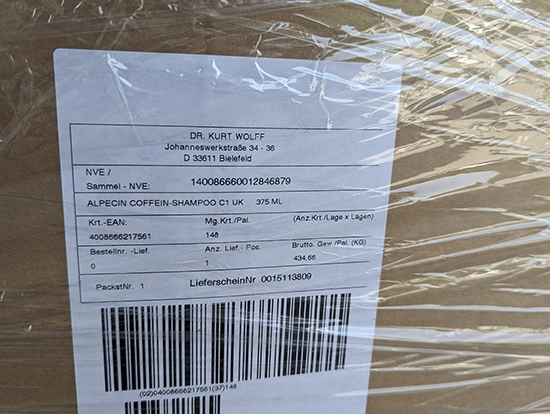 DR. KURT WOLFF
Johanneswerkstraße 34 - 36
D 33611 Bielefeld
NVE /
Sammel - NVE: 140086660012846879
ALPECIN COFFEIN-SHAMPOO C1 UK 375 ML
Krt.-EAN: Mg.Krt./Pal. (Anz.Krt./Lage x Lagen)
4008666217561 148
Bestellnr. -Lief. Anz. Lief.- Pos. Brutto. Gew /Pal. (KG)
0 1 434,66
PackstNr. 1 LieferscheinNr 0015113809
(02)04008666217561(37)148